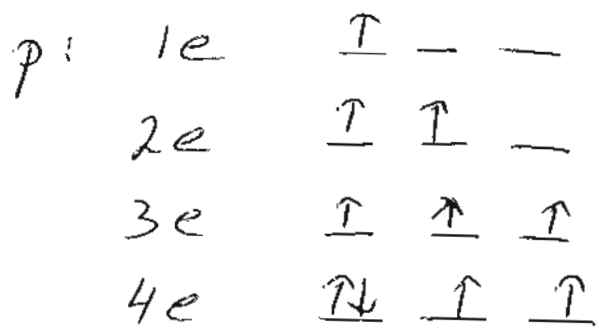 p: 1e ↑ _ _
2e ↑ ↑ _
3e ↑ ↑ ↑
4e ↑↓ ↑ ↑